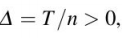 Δ = T/n > 0,